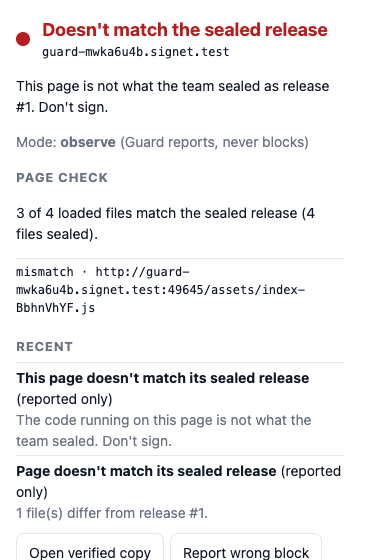 Doesn't match the sealed release
guard-mwka6u4b.signet.test
This page is not what the team sealed as release
#1. Don't sign.
Mode: observe (Guard reports, never blocks)
PAGE CHECK
3 of 4 loaded files match the sealed release (4
files sealed).
mismatch · http://guard-
mwka6u4b.signet.test:49645/assets/index-
BbhnVhYF.js
RECENT
This page doesn't match its sealed release
(reported only)
The code running on this page is not what the
team sealed. Don't sign.
Page doesn't match its sealed release (reported
only)
1 file(s) differ from release #1.
Open verified copy
Report wrong block